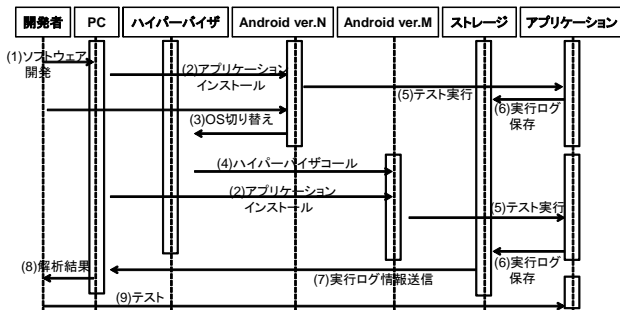 開発者
PC
ハイパーバイザ
Android ver.N
Android ver.M
ストレージ
アプリケーション
(1)ソフトウェア
開発
(2)アプリケーション
インストール
(5)テスト実行
(6)実行ログ
保存
(3)OS切り替え
(4)ハイパーバイザコール
(2)アプリケーション
インストール
(5)テスト実行
(6)実行ログ
保存
(8)解析結果
(7)実行ログ情報送信
(9)テスト